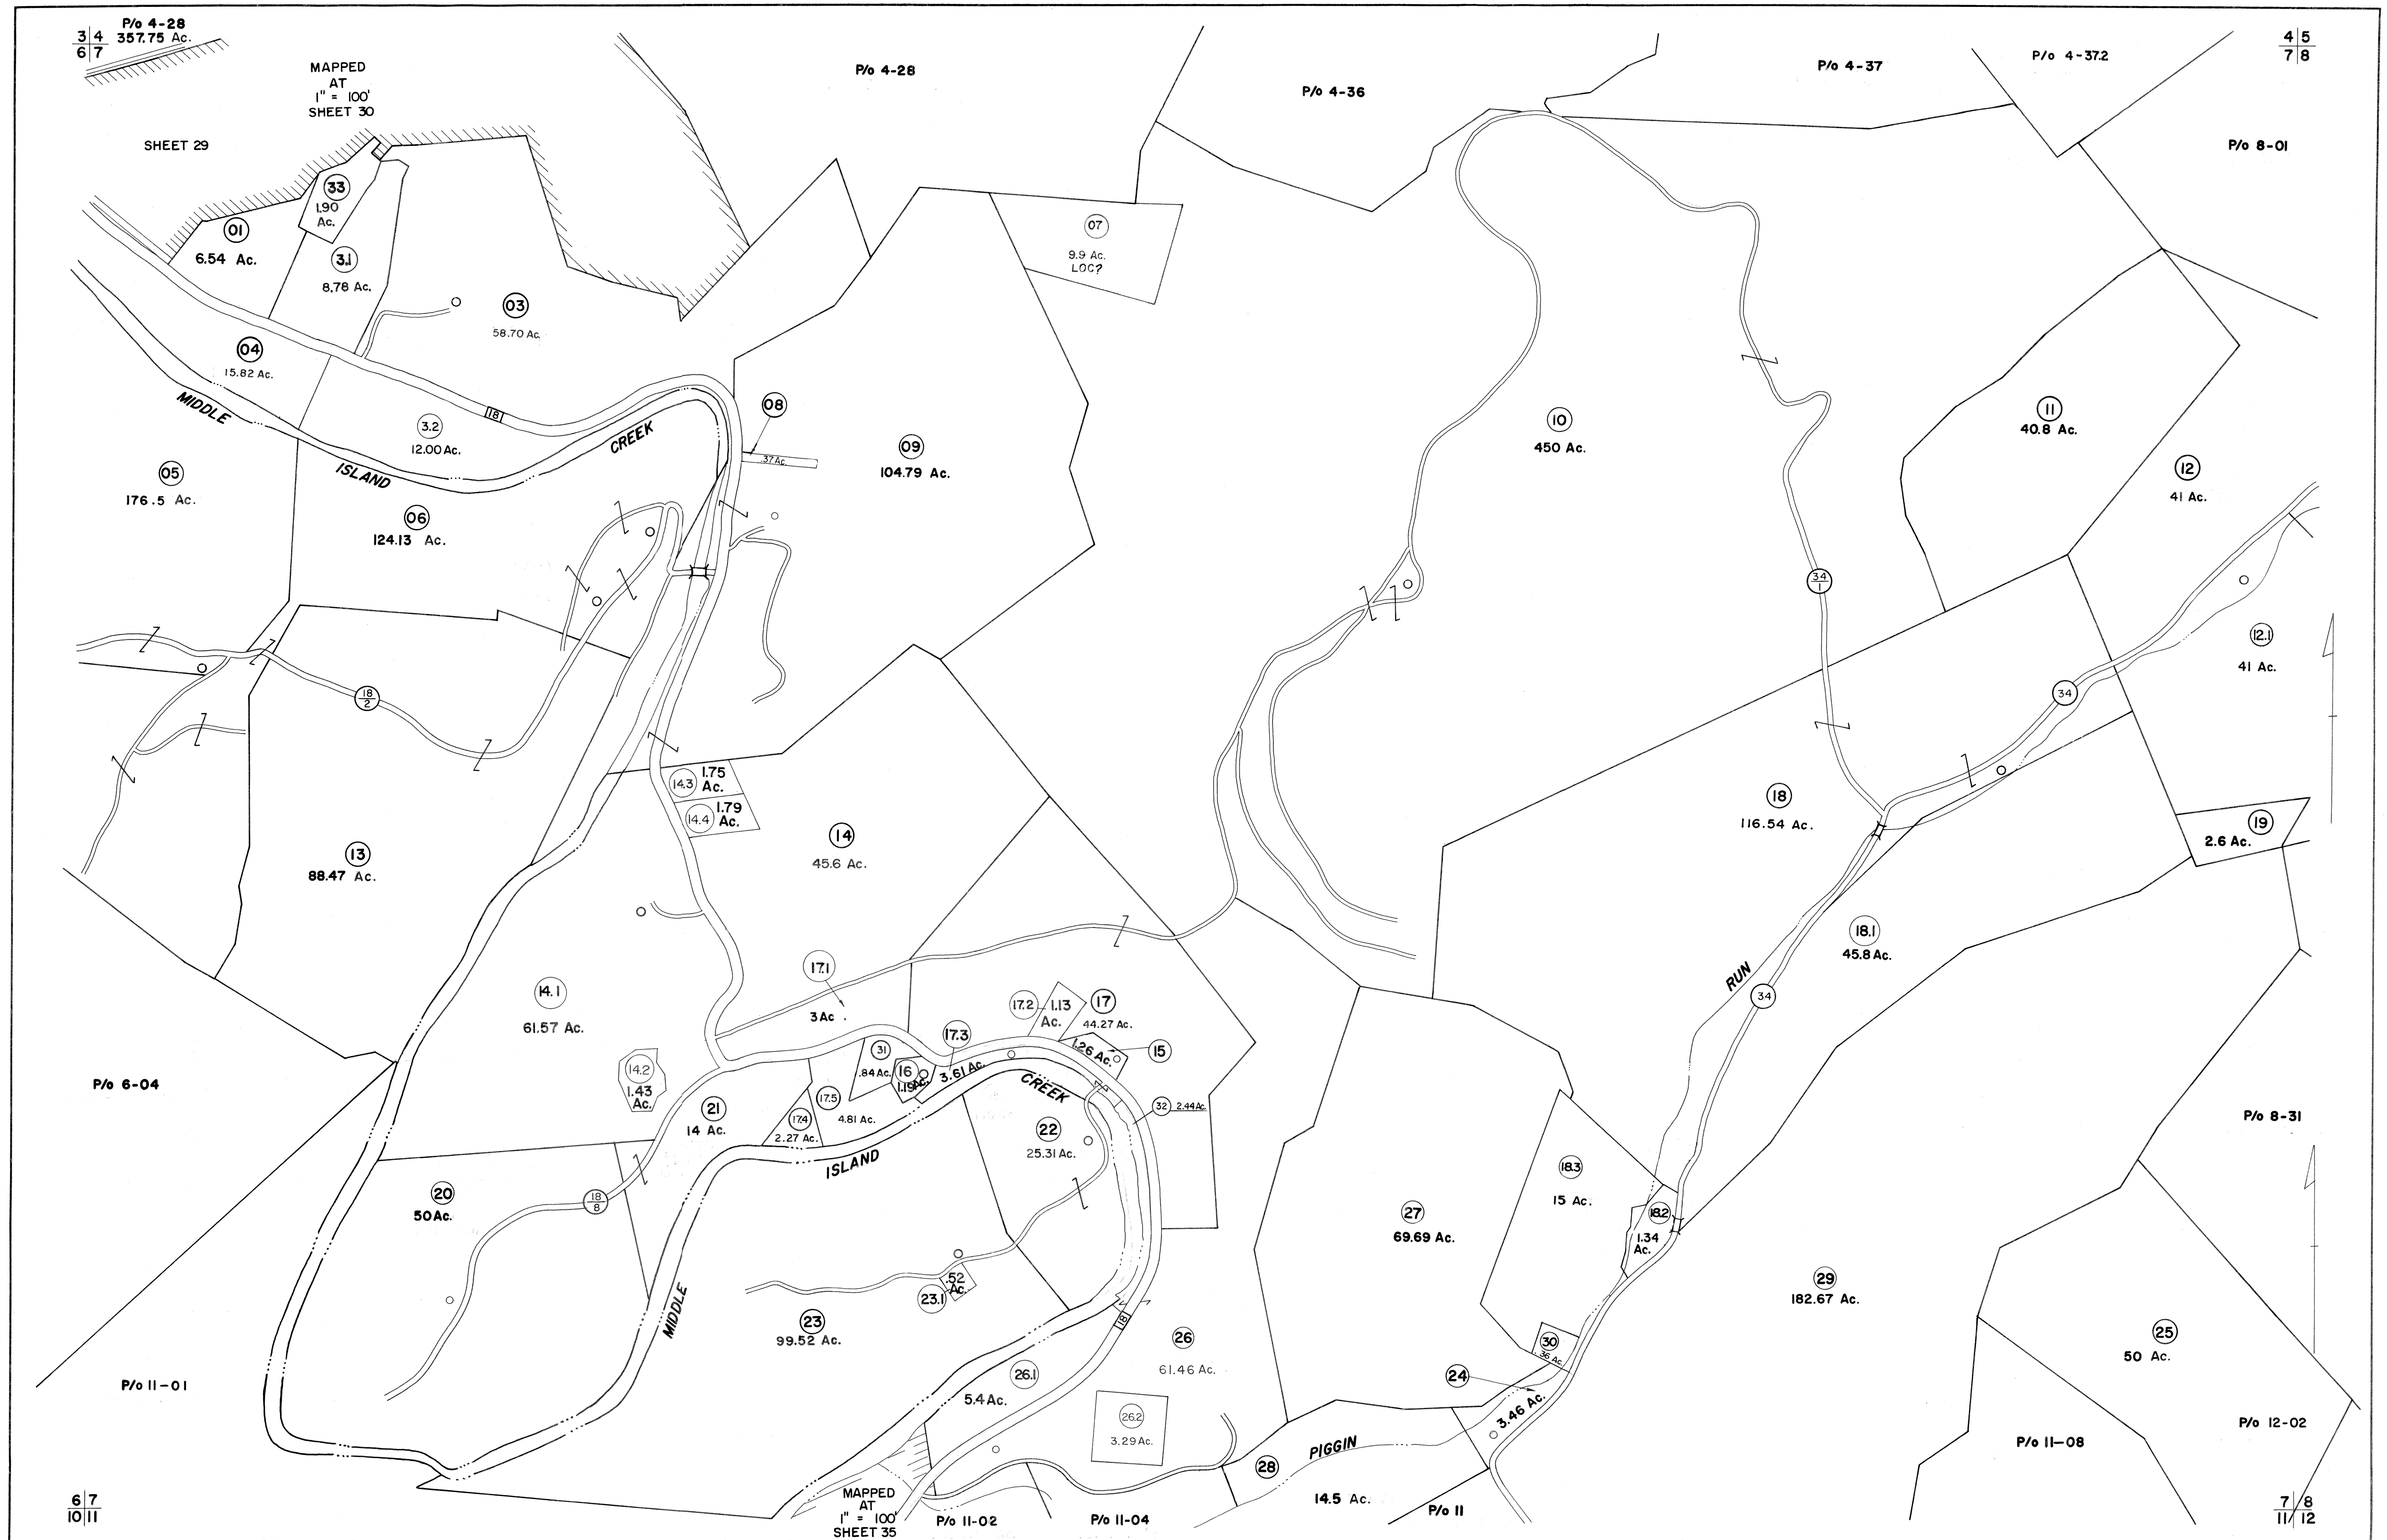 P/o 4-28
3 4 357.75 Ac.
6 7
MAPPED
AT
1" = 100'
SHEET 30
SHEET 29
P/o 4-28
P/o 4-36
P/o 4-37
P/o 4-37.2
4 5
7 8
P/o 8-01
33
1.90
Ac.
01
6.54 Ac.
3.1
8.78 Ac.
03
58.70 Ac.
07
9.9 Ac.
LOC?
04
15.82 Ac.
MIDDLE
ISLAND
CREEK
18
3.2
12.00 Ac.
08
.37 Ac.
09
104.79 Ac.
10
450 Ac.
11
40.8 Ac.
12
41 Ac.
05
176.5 Ac.
06
124.13 Ac.
34
1
12.1
41 Ac.
18
2
34
14.3
1.75
Ac.
14.4
1.79
Ac.
14
45.6 Ac.
18
116.54 Ac.
19
2.6 Ac.
13
88.47 Ac.
18.1
45.8 Ac.
17.1
3 Ac.
14.1
61.57 Ac.
17.2
1.13
Ac.
17
44.27 Ac.
RUN
34
17.3
3.61 Ac.
1.26 Ac.
15
31
.84 Ac.
16
1.19 Ac.
14.2
1.43
Ac.
P/o 6-04
21
14 Ac.
17.5
4.81 Ac.
17.4
2.27 Ac.
CREEK
32 2.44 Ac.
22
25.31 Ac.
P/o 8-31
ISLAND
18.3
15 Ac.
20
50 Ac.
18
8
27
69.69 Ac.
18.2
1.34
Ac.
23.1
.52
Ac.
MIDDLE
23
99.52 Ac.
29
182.67 Ac.
18
26
61.46 Ac.
30
.36 Ac.
25
50 Ac.
P/o 11-01
26.1
5.4 Ac.
24
3.46 Ac.
26.2
3.29 Ac.
P/o 12-02
P/o 11-08
PIGGIN
28
14.5 Ac.
6 7
10 11
MAPPED
AT
1" = 100'
SHEET 35
P/o 11-02
P/o 11-04
P/o 11
7 8
11 12